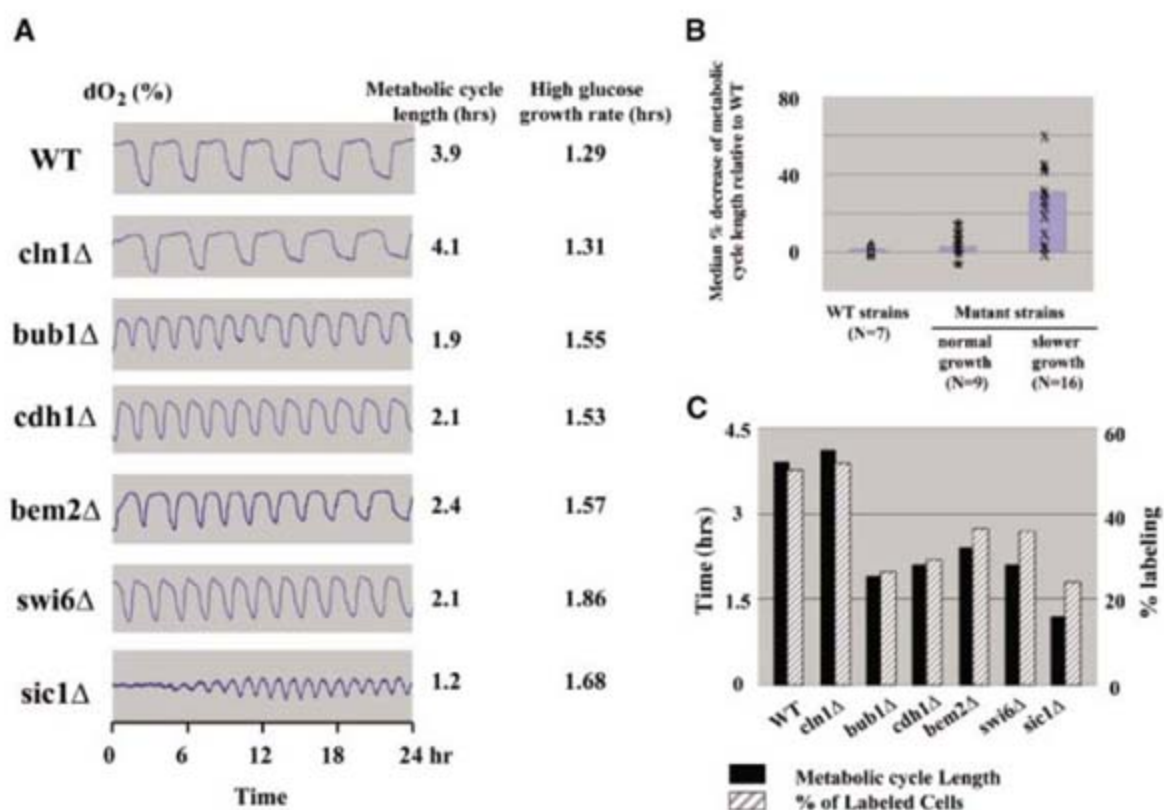 A
dO2 (%)
Metabolic cycle length (hrs)
High glucose growth rate (hrs)
WT 3.9 1.29
cln1Δ 4.1 1.31
bub1Δ 1.9 1.55
cdh1Δ 2.1 1.53
bem2Δ 2.4 1.57
swi6Δ 2.1 1.86
sic1Δ 1.2 1.68
0 6 12 18 24 hr
Time
B
Median % decrease of metabolic
cycle length relative to WT
80
40
0
WT strains
(N=7)
Mutant strains
normal
growth
(N=9)
slower
growth
(N=16)
C
Time (hrs)
4.5
3
1.5
0
% labeling
60
40
20
0
WT cln1Δ bub1Δ cdh1Δ bem2Δ swi6Δ sic1Δ
Metabolic cycle Length
% of Labeled Cells